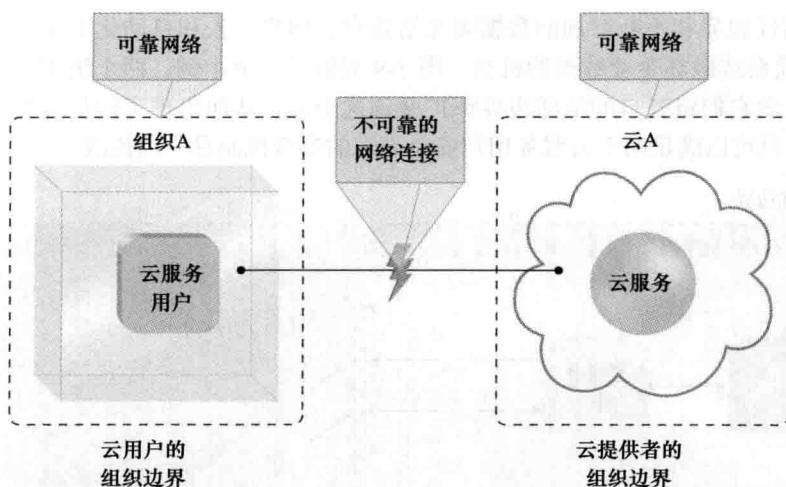 可靠网络
可靠网络
组织A
不可靠的
网络连接
云A
云服务
用户
云服务
云用户的
组织边界
云提供者的
组织边界